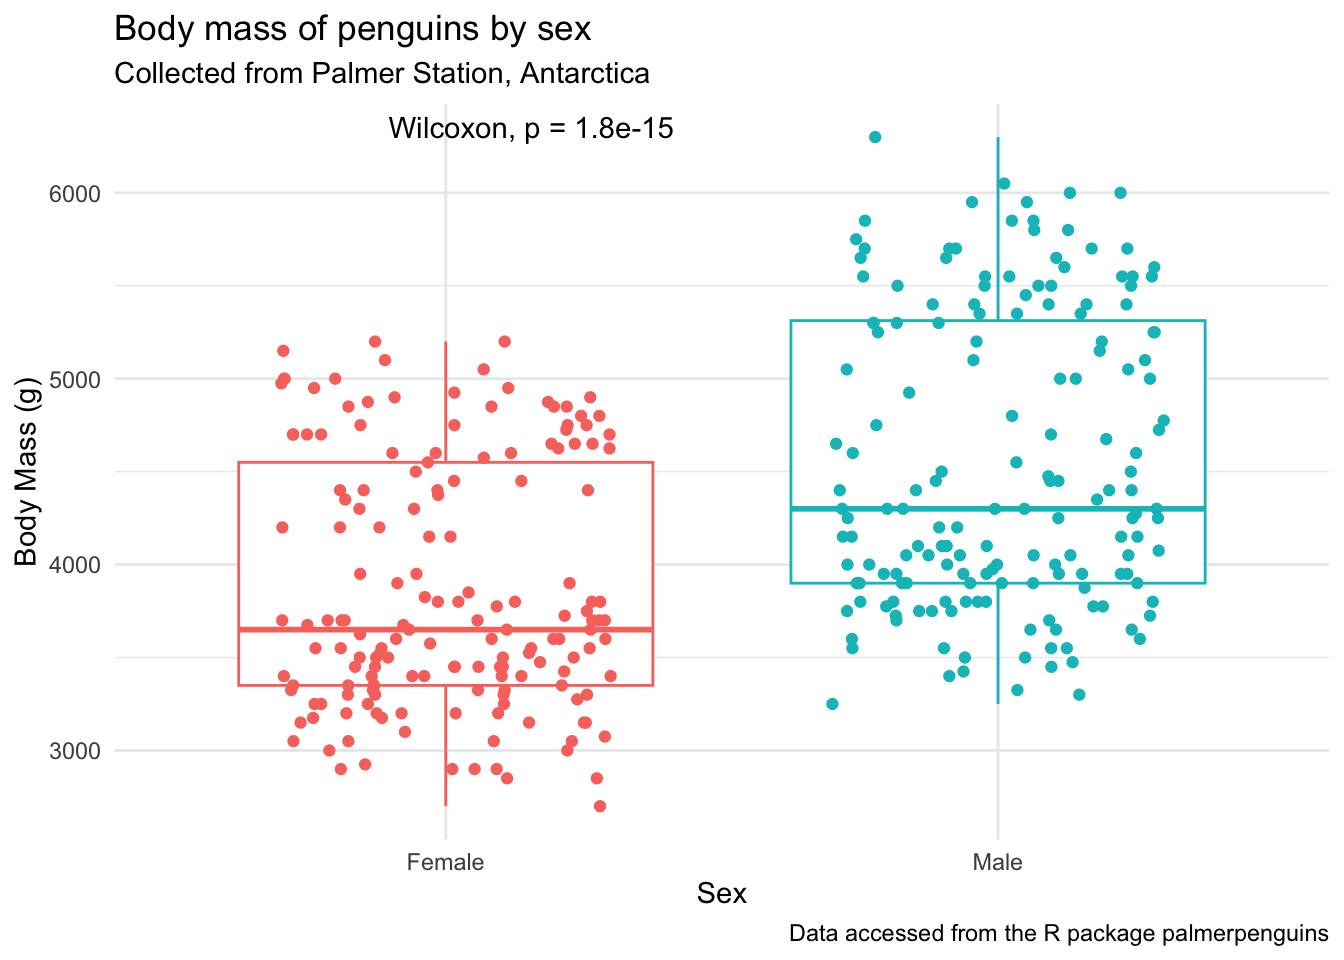 Body mass of penguins by sex
Collected from Palmer Station, Antarctica
Wilcoxon, p = 1.8e-15
6000
5000
4000
3000
Body Mass (g)
Female Male
Sex
Data accessed from the R package palmerpenguins